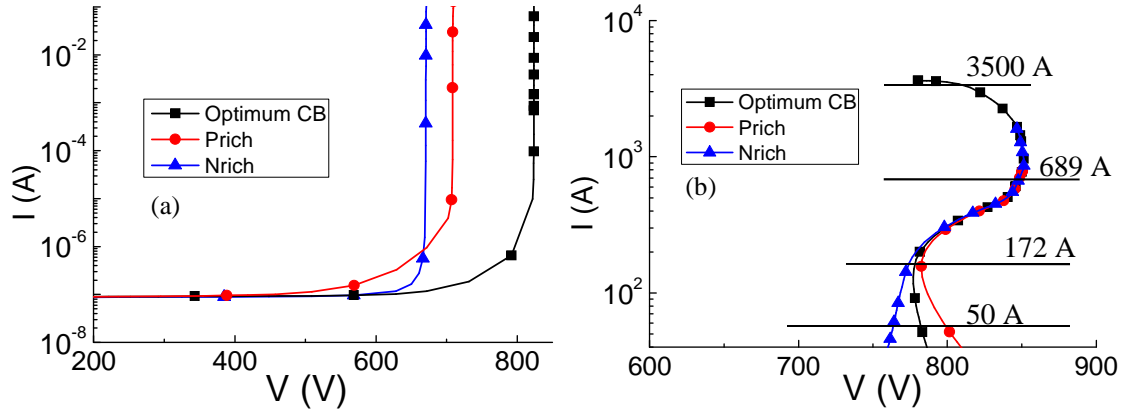 10^-2
10^-4
10^-6
10^-8
I (A)
Optimum CB
Prich
Nrich
(a)
200
400
600
800
V (V)
10^4
10^3
10^2
I (A)
3500 A
Optimum CB
Prich
Nrich
(b)
689 A
172 A
50 A
600
700
800
900
V (V)